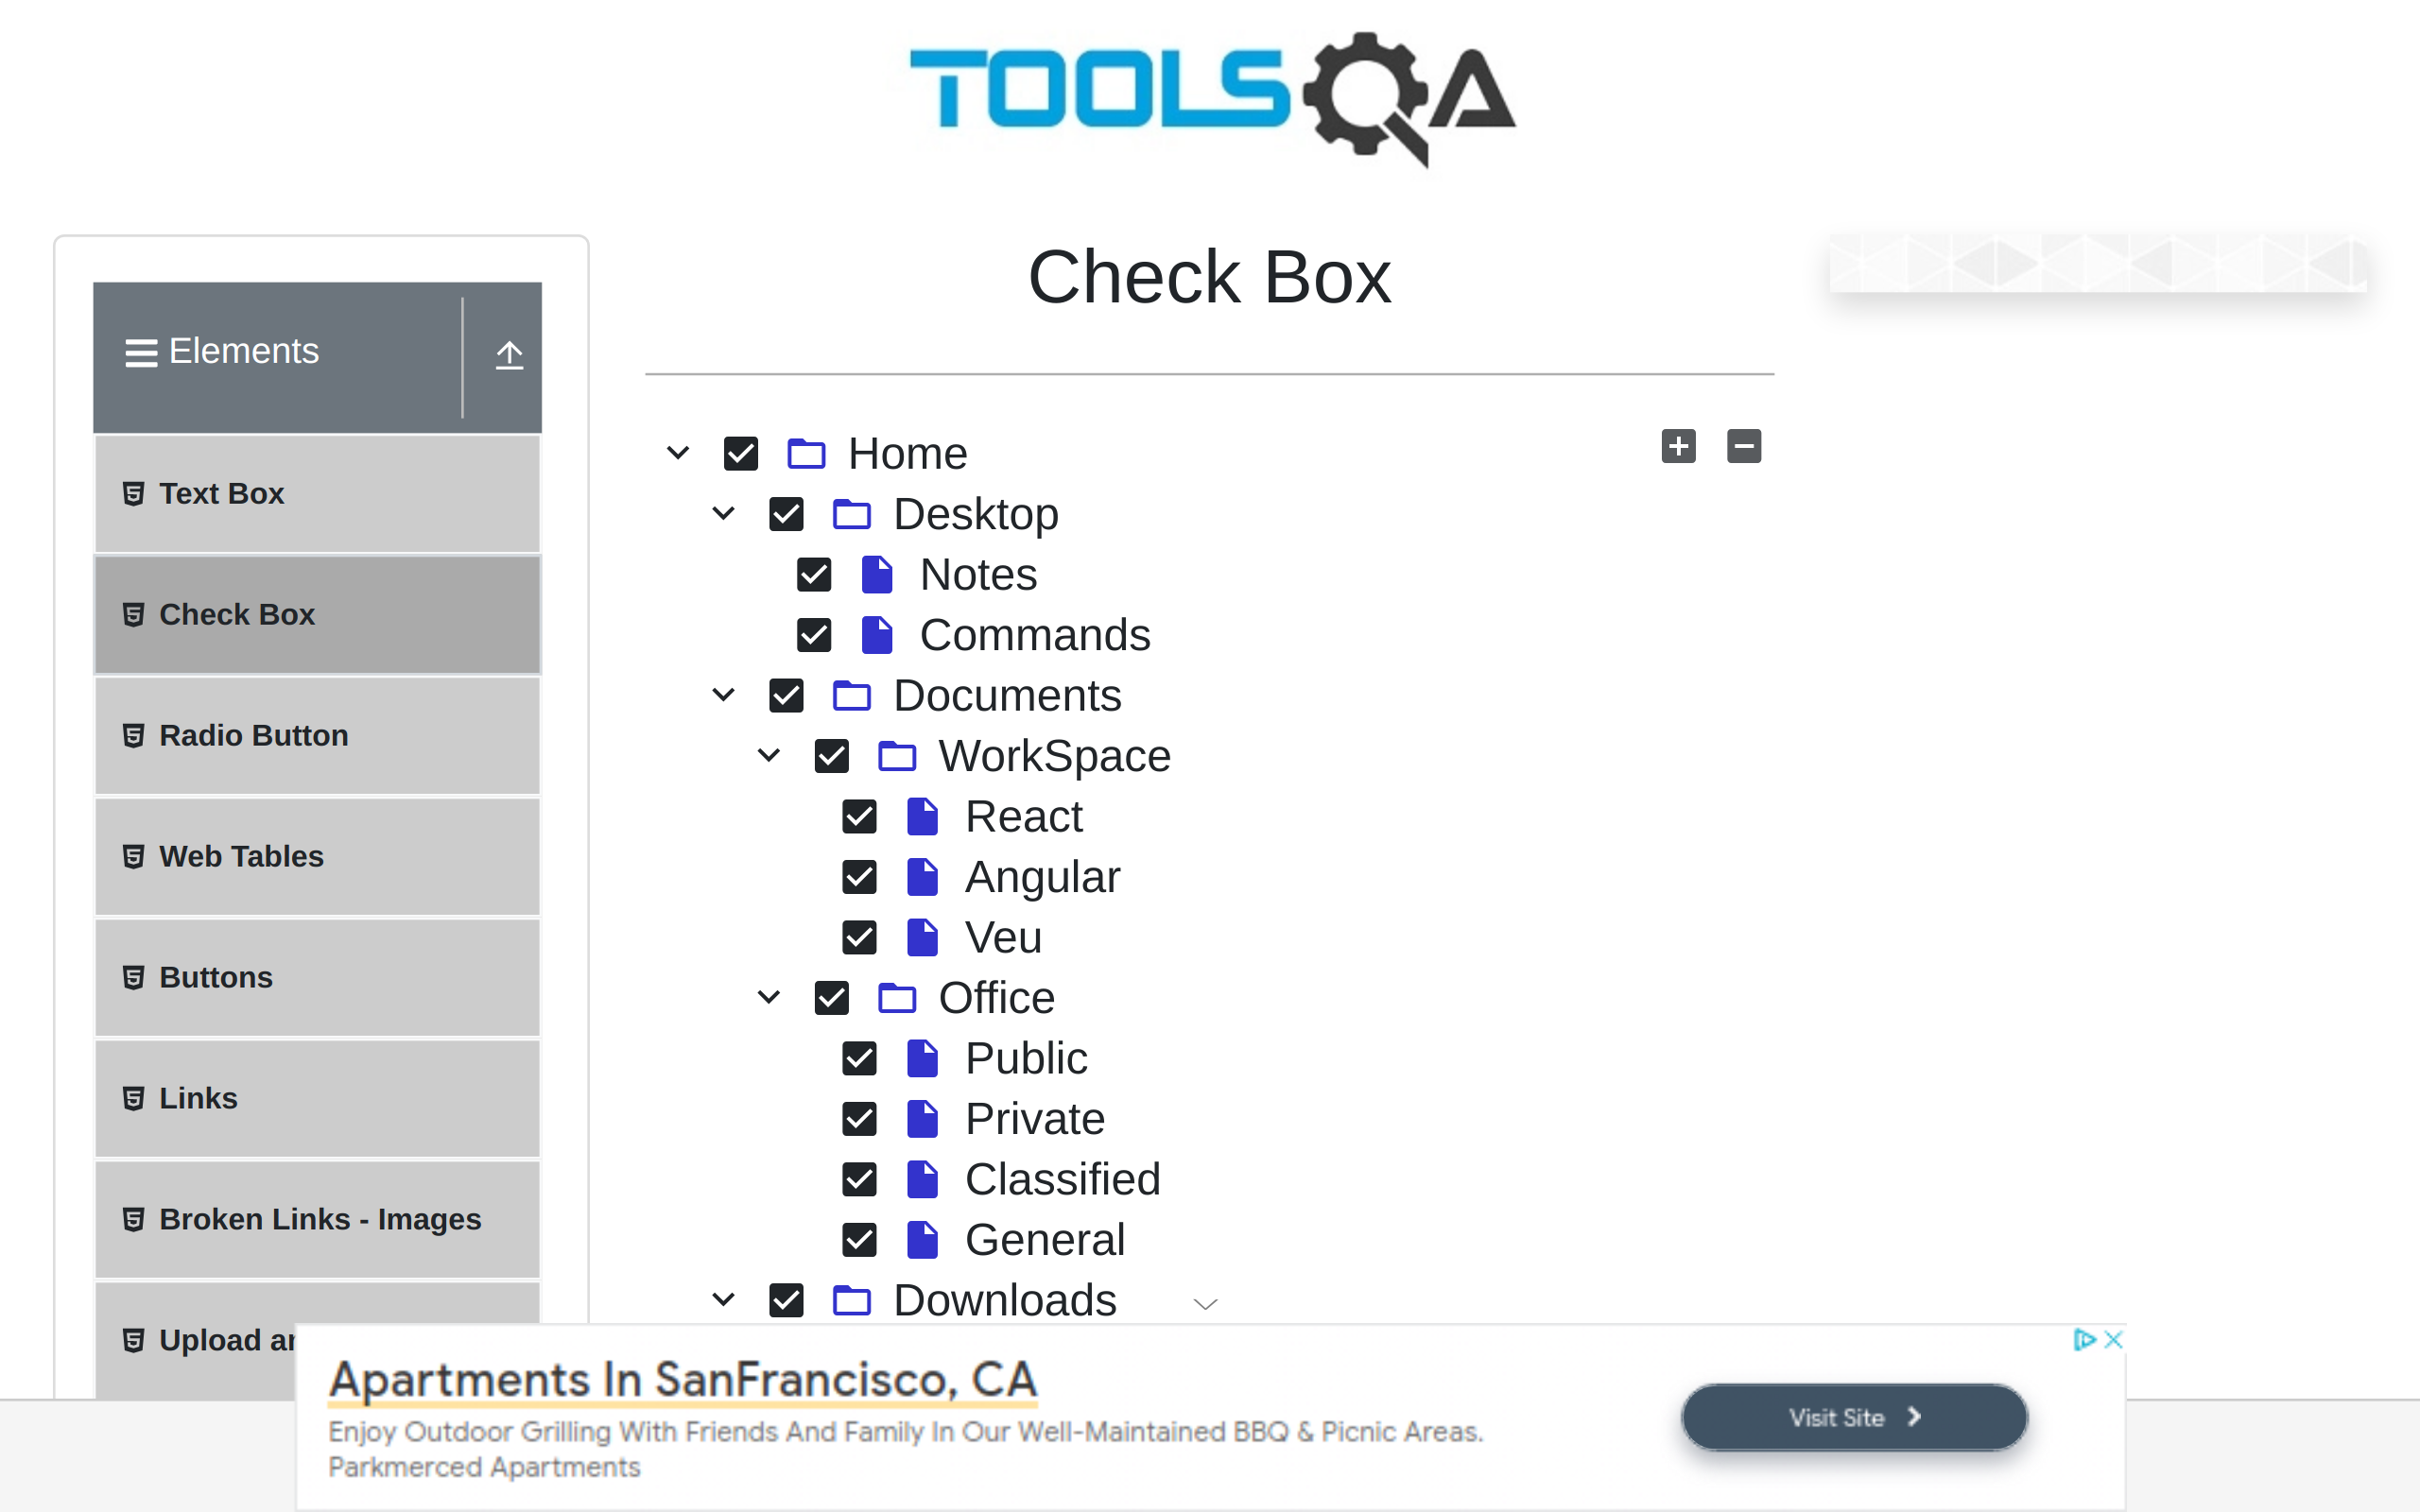 TOOLSQA
Check Box
Elements
Text Box
Check Box
Radio Button
Web Tables
Buttons
Links
Broken Links - Images
Upload ar
Home
Desktop
Notes
Commands
Documents
WorkSpace
React
Angular
Veu
Office
Public
Private
Classified
General
Downloads
Apartments In SanFrancisco, CA
Enjoy Outdoor Grilling With Friends And Family In Our Well-Maintained BBQ & Picnic Areas.
Parkmerced Apartments
Visit Site